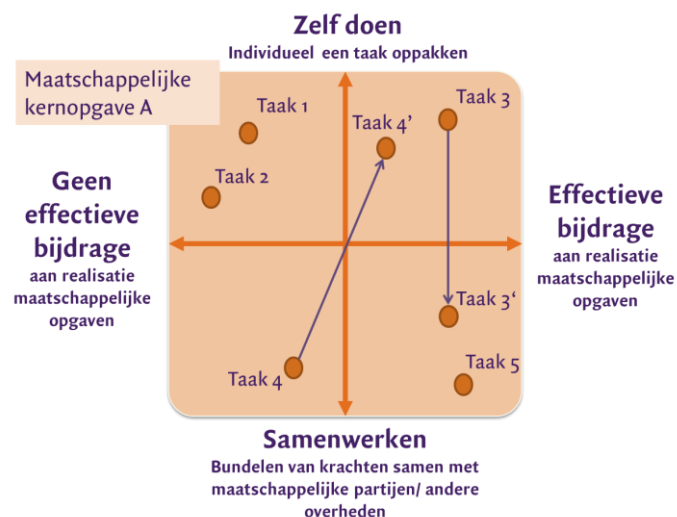 Zelf doen
Individueel een taak oppakken
Maatschappelijke
kernopgave A
Taak 1
Taak 2
Taak 4’
Taak 3
Geen
effectieve
bijdrage
aan realisatie
maatschappelijke
opgaven
Effectieve
bijdrage
aan realisatie
maatschappelijke
opgaven
Taak 3‘
Taak 4
Taak 5
Samenwerken
Bundelen van krachten samen met
maatschappelijke partijen/ andere
overheden